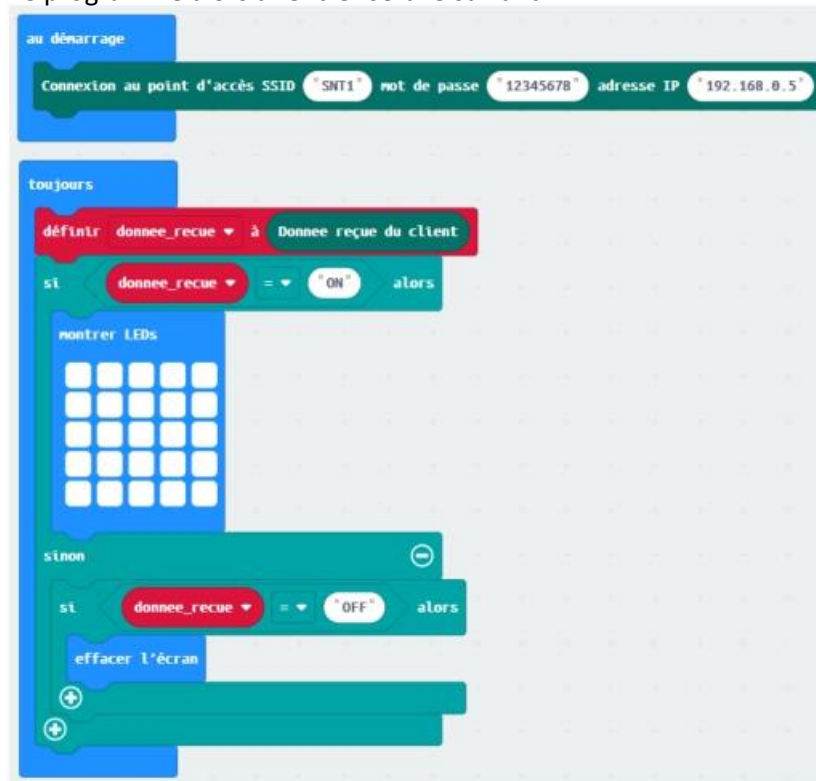 au démarrage
Connexion au point d'accès SSID "SNT1" mot de passe "12345678" adresse IP "192.168.0.5"
toujours
définir donnee_recue à Donnee reçue du client
si donnee_recue = "ON" alors
montrer LEDs
sinon
si donnee_recue = "OFF" alors
effacer l'écran